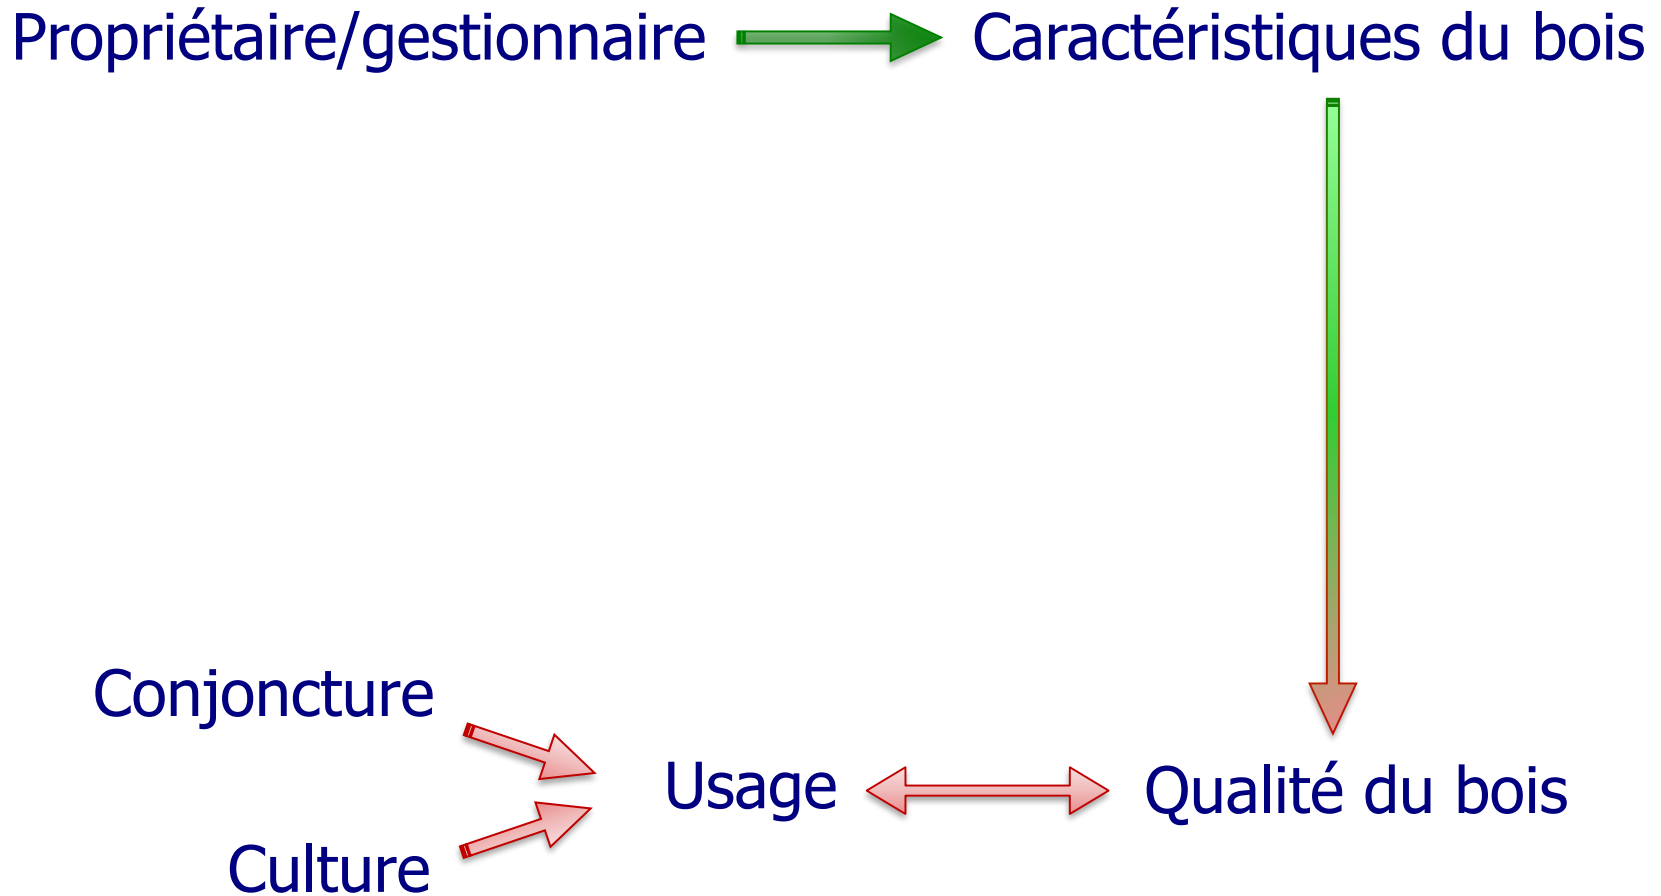 Propriétaire/gestionnaire
Caractéristiques du bois
Conjoncture
Usage
Qualité du bois
Culture